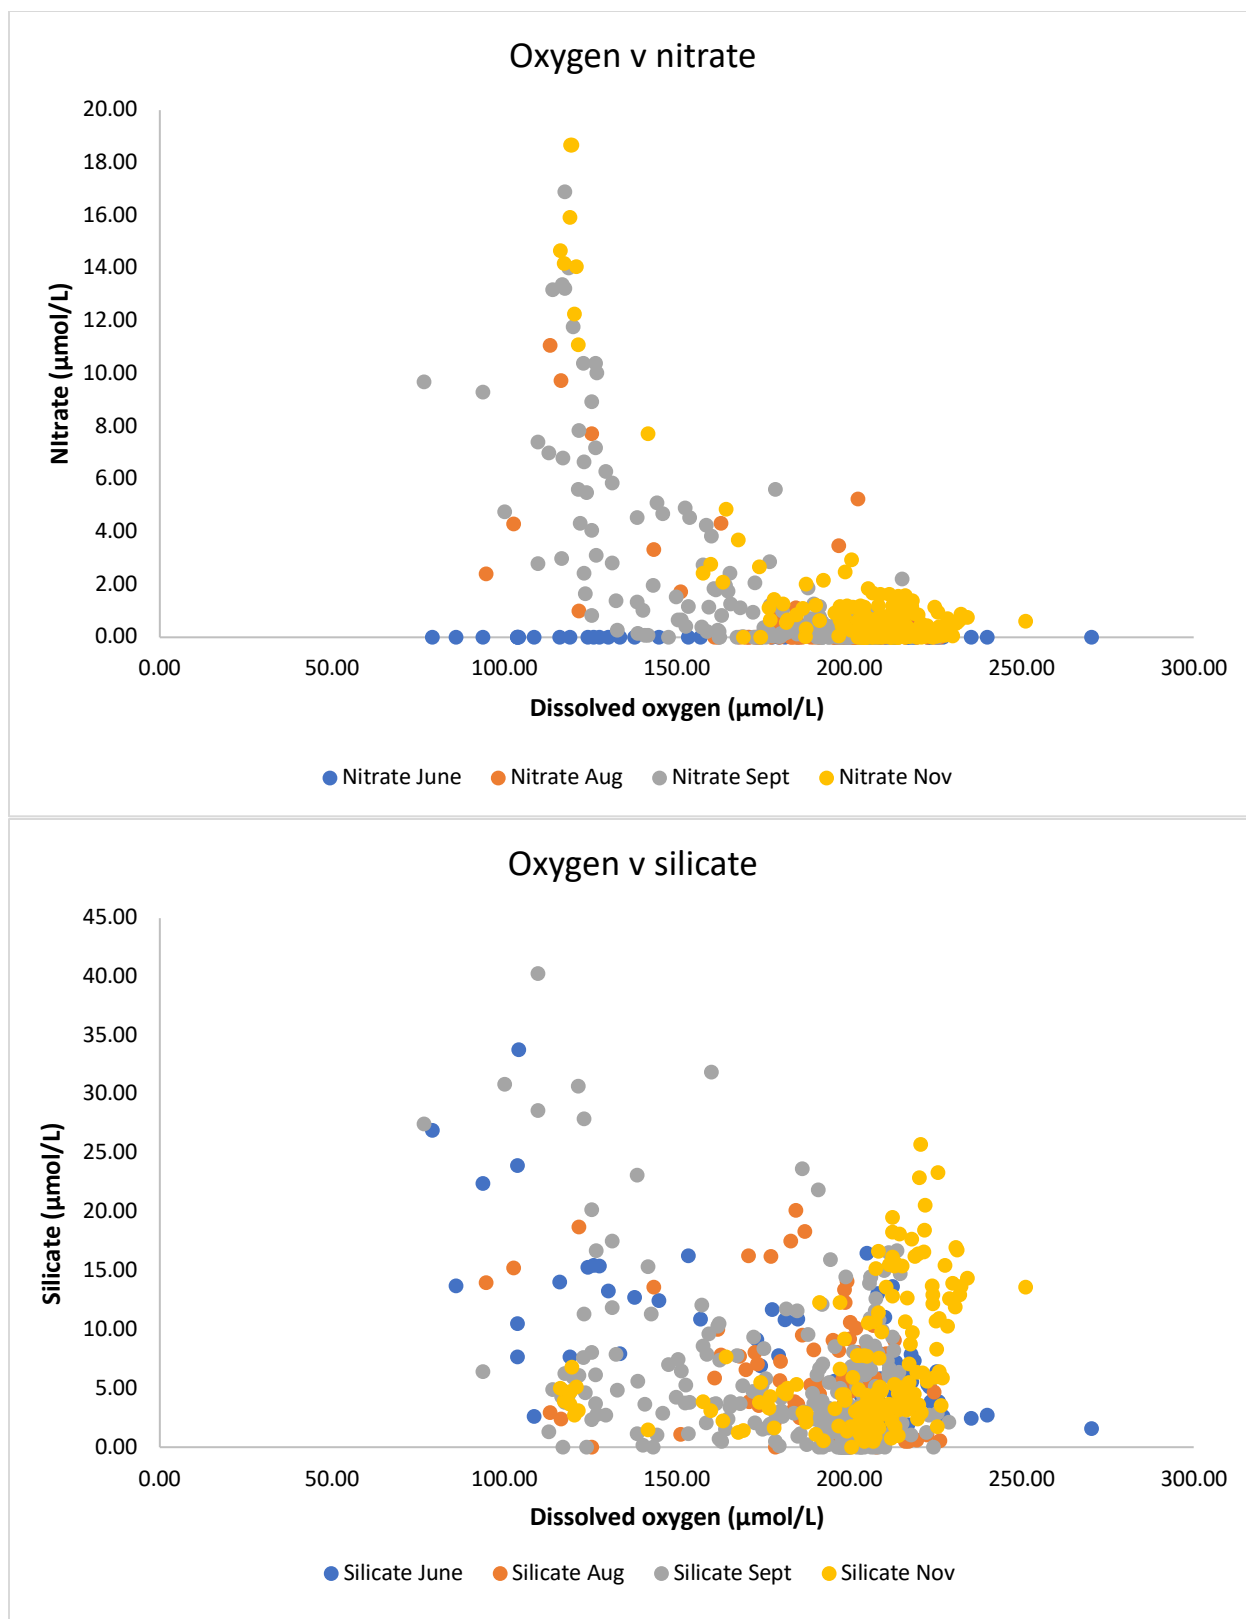 Oxygen v nitrate
20.00
18.00
16.00
14.00
12.00
10.00
8.00
6.00
4.00
2.00
0.00
NItrate (µmol/L)
0.00 50.00 100.00 150.00 200.00 250.00 300.00
Dissolved oxygen (µmol/L)
Nitrate June Nitrate Aug Nitrate Sept Nitrate Nov
Oxygen v silicate
45.00
40.00
35.00
30.00
25.00
20.00
15.00
10.00
5.00
0.00
Silicate (µmol/L)
0.00 50.00 100.00 150.00 200.00 250.00 300.00
Dissolved oxygen (µmol/L)
Silicate June Silicate Aug Silicate Sept Silicate Nov